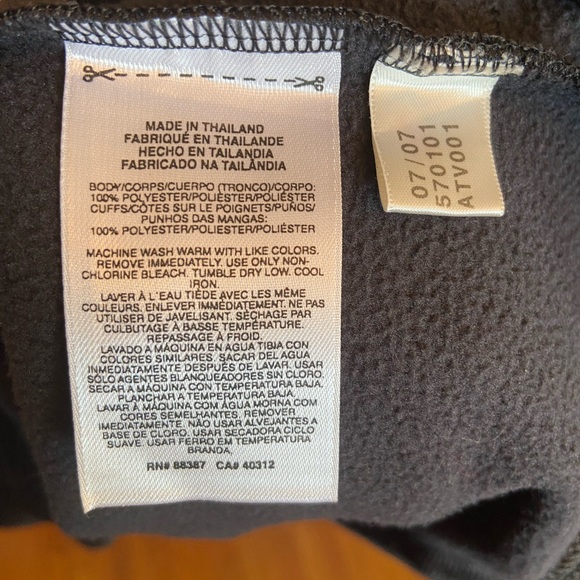 MADE IN THAILAND
FABRIQUÉ EN THAILANDE
HECHO EN TAILANDIA
FABRICADO NA TAILÂNDIA
BODY/CORPS/CUERPO (TRONCO)/CORPO:
100% POLYESTER/POLYESTER/POLIÉSTER
CUFFS/CÔTES SUR LE POIGNETS/PUÑOS/
PUNHOS DAS MANGAS:
100% POLYESTER/POLYESTER/POLIÉSTER
MACHINE WASH WARM WITH LIKE COLORS.
REMOVE IMMEDIATELY. USE ONLY NON-
CHLORINE BLEACH. TUMBLE DRY LOW. COOL
IRON.
LAVER À L'EAU TIÈDE AVEC LES MÊME
COULEURS. ENLEVER IMMÉDIATEMENT. NE PAS
UTILISER DE JAVELISANT. SÉCHAGE PAR
CULBUTAGE À BASSE TEMPÉRATURE.
REPASSAGE À FROID.
LAVADO A MÁQUINA EN AGUA TIBIA CON
COLORES SIMILARES. SACAR DEL AGUA
INMEDIATAMENTE DESPUÉS DE LAVAR. USAR
SÓLO AGENTES BLANQUEADORES SIN CLORO.
SECAR A MÁQUINA CON TEMPERATURA BAJA.
PLANCHAR A TEMPERATURA BAJA.
LAVAR À MÁQUINA COM ÁGUA MORNA COM
CORES SEMELHANTES. REMOVER
IMEDIATAMENTE. NÃO USAR ALVEJANTES A
BASE DE CLORO. USAR SECADORA CICLO
SUAVE. USAR FERRO EM TEMPERATURA
BRANDA.
RN# 88387 CA# 40312
07/07
570101
ATV001